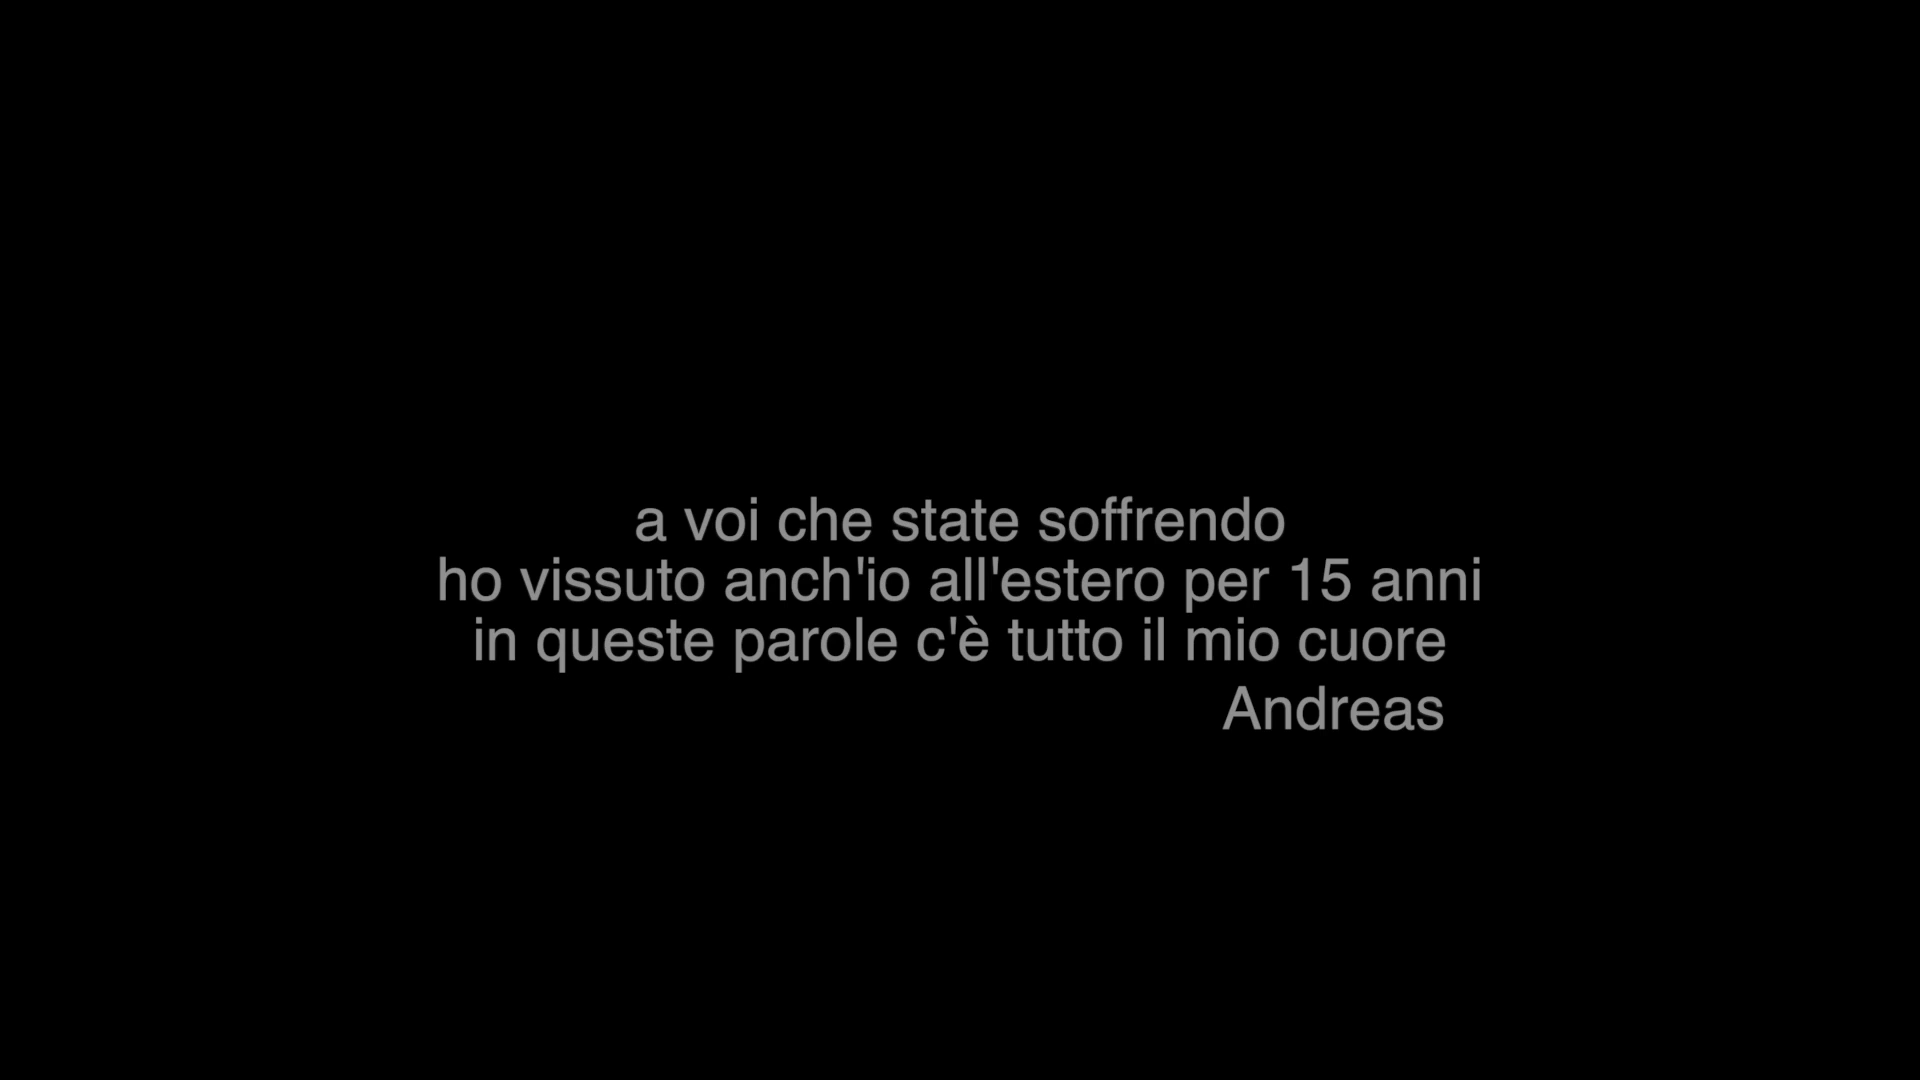 a voi che state soffrendo
ho vissuto anch'io all'estero per 15 anni
in queste parole c'è tutto il mio cuore
Andreas